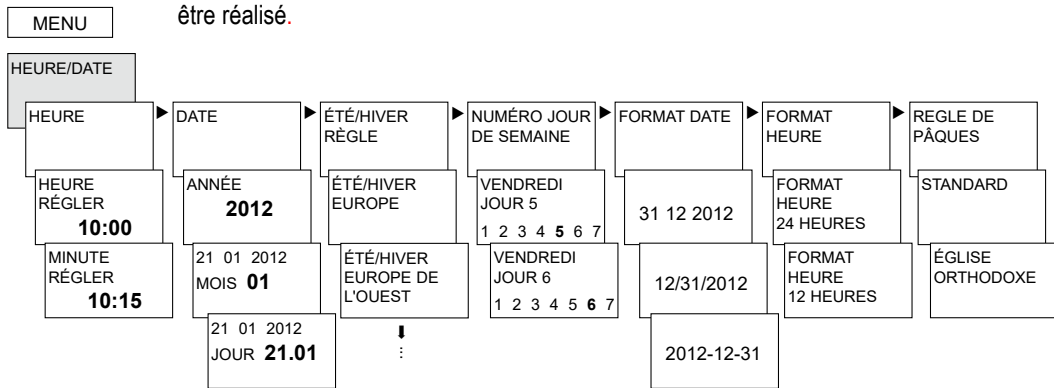 être réalisé.
MENU
HEURE/DATE
HEURE
HEURE
RÉGLER
10:00
MINUTE
RÉGLER
10:15
DATE
ANNÉE
2012
21 01 2012
MOIS 01
21 01 2012
JOUR 21.01
ÉTÉ/HIVER
RÈGLE
ÉTÉ/HIVER
EUROPE
ÉTÉ/HIVER
EUROPE DE
L'OUEST
NUMÉRO JOUR
DE SEMAINE
VENDREDI
JOUR 5
1 2 3 4 5 6 7
VENDREDI
JOUR 6
1 2 3 4 5 6 7
FORMAT DATE
31 12 2012
12/31/2012
2012-12-31
FORMAT
HEURE
FORMAT
HEURE
24 HEURES
FORMAT
HEURE
12 HEURES
REGLE DE
PÂQUES
STANDARD
ÉGLISE
ORTHODOXE